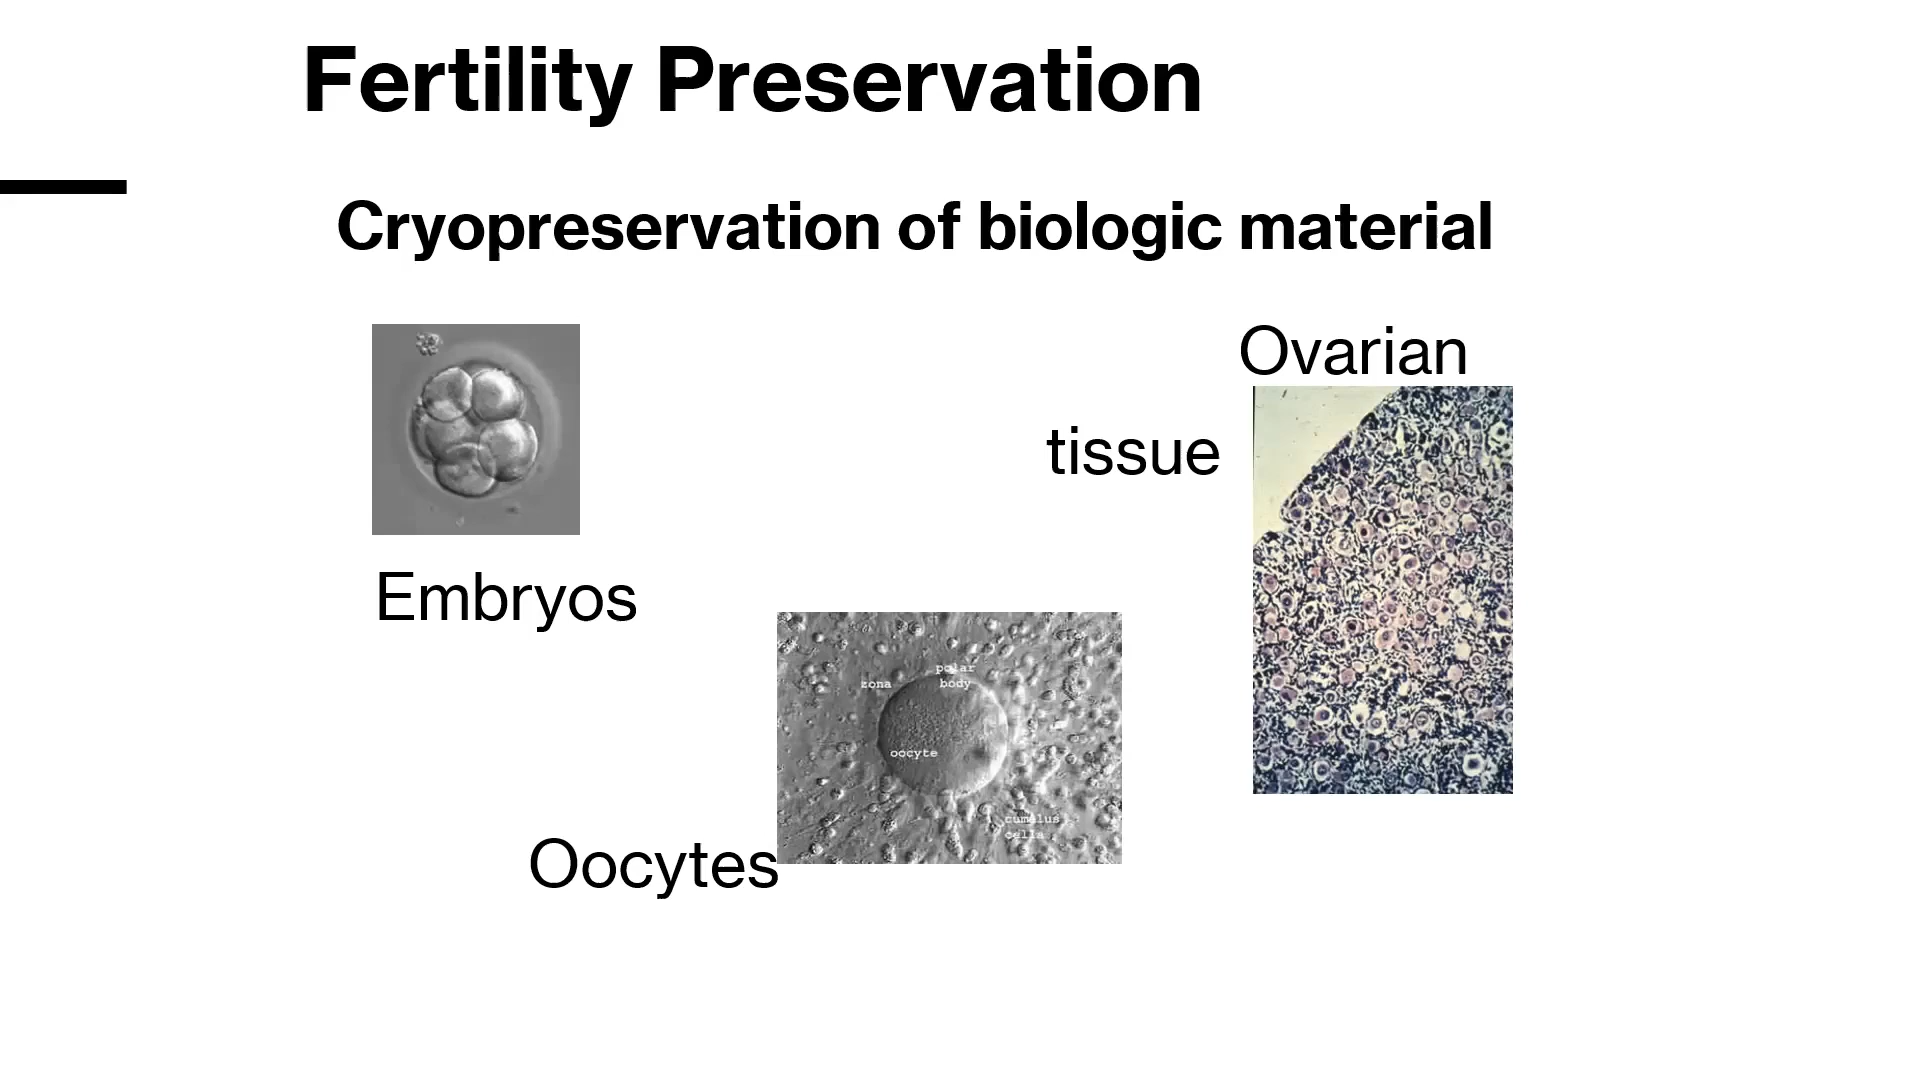 Fertility Preservation
Cryopreservation of biologic material
Ovarian
tissue
Embryos
polar
zona body
oocyte
cumulus
cells
Oocytes